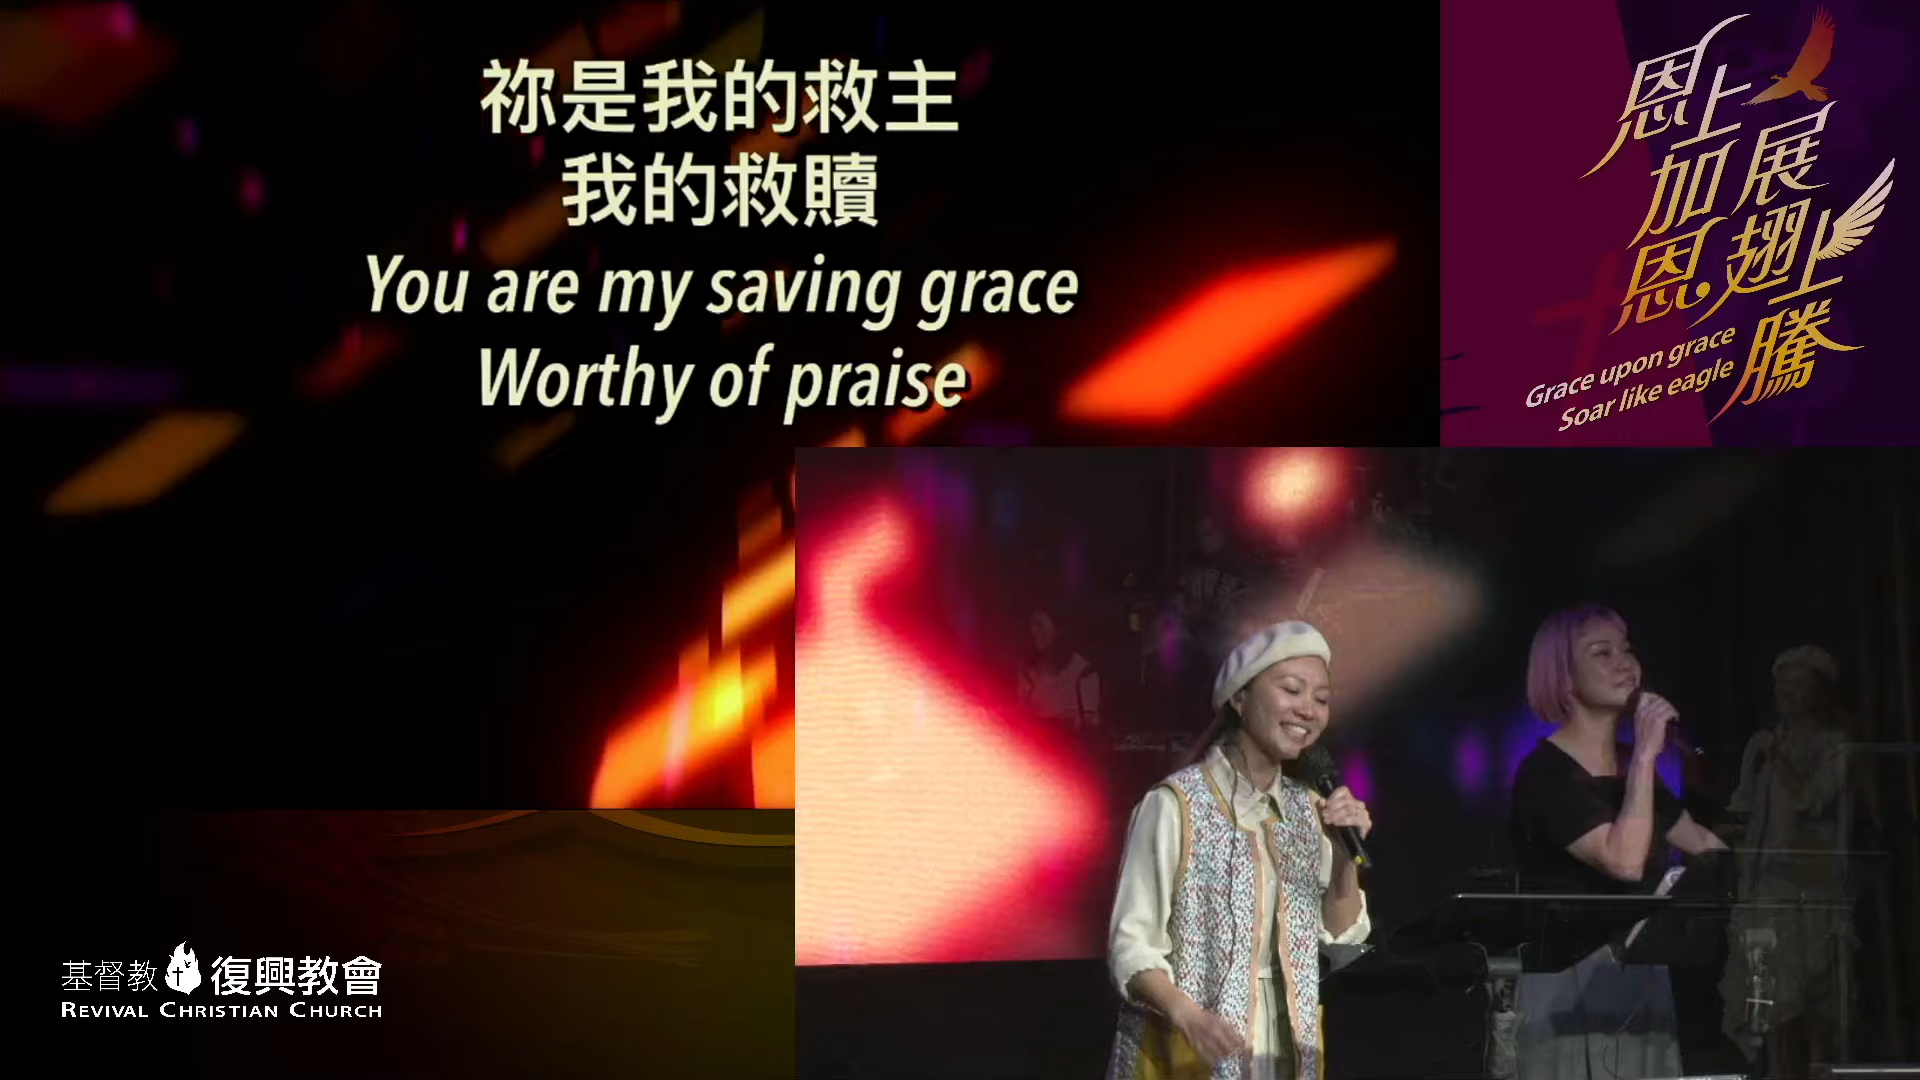 祢是我的救主
我的救贖
You are my saving grace
Worthy of praise
恩上加恩
展翅上騰
Grace upon grace
Soar like eagle
基督教 復興教會
REVIVAL CHRISTIAN CHURCH